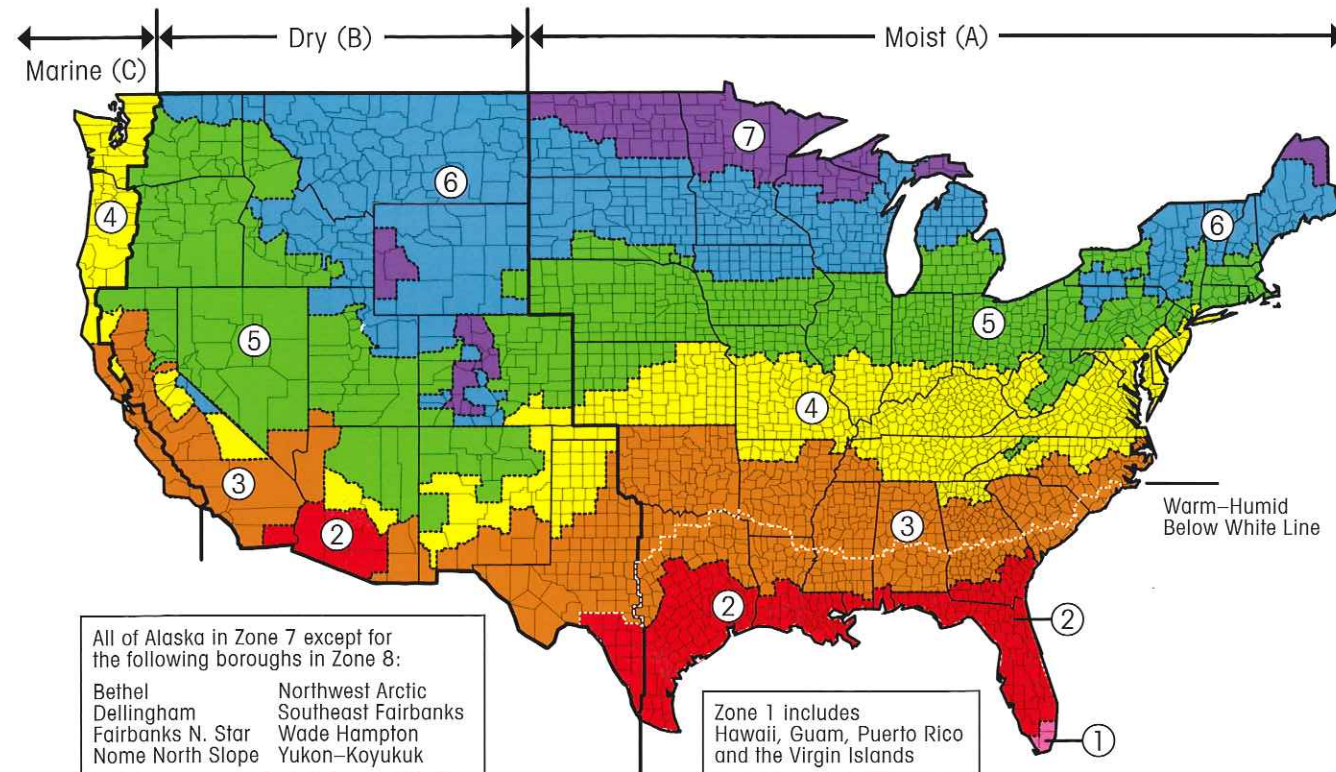 Marine (C)
Dry (B)
Moist (A)
7
6
4
6
5
5
4
3
3
Warm–Humid
Below White Line
2
2
2
1
All of Alaska in Zone 7 except for
the following boroughs in Zone 8:
Bethel Northwest Arctic
Dellingham Southeast Fairbanks
Fairbanks N. Star Wade Hampton
Nome North Slope Yukon–Koyukuk
Zone 1 includes
Hawaii, Guam, Puerto Rico
and the Virgin Islands